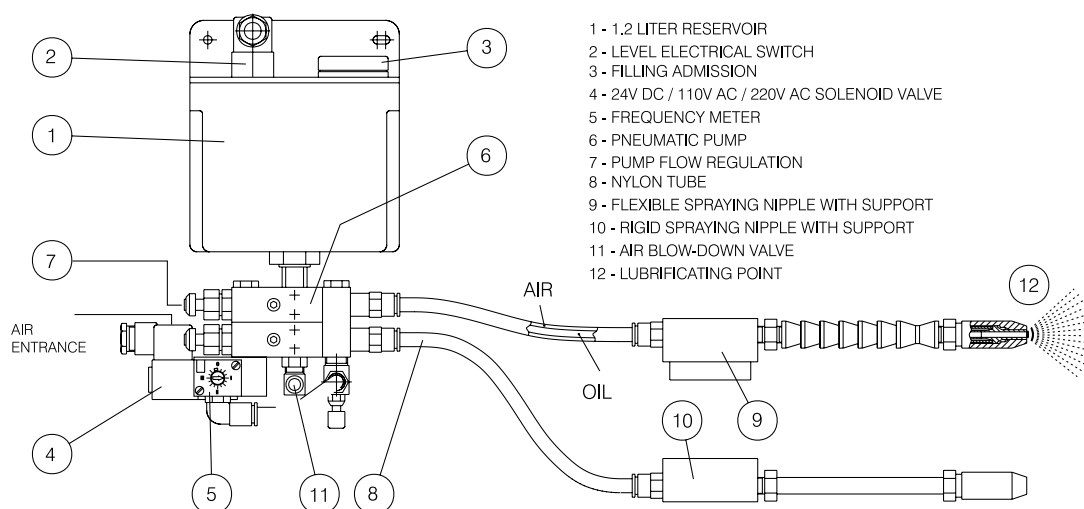 1 - 1.2 LITER RESERVOIR
2 - LEVEL ELECTRICAL SWITCH
3 - FILLING ADMISSION
4 - 24V DC / 110V AC / 220V AC SOLENOID VALVE
5 - FREQUENCY METER
6 - PNEUMATIC PUMP
7 - PUMP FLOW REGULATION
8 - NYLON TUBE
9 - FLEXIBLE SPRAYING NIPPLE WITH SUPPORT
10 - RIGID SPRAYING NIPPLE WITH SUPPORT
11 - AIR BLOW-DOWN VALVE
12 - LUBRIFICATING POINT
2
3
1
6
7
12
AIR
AIR
ENTRANCE
OIL
4
10
9
5
11
8